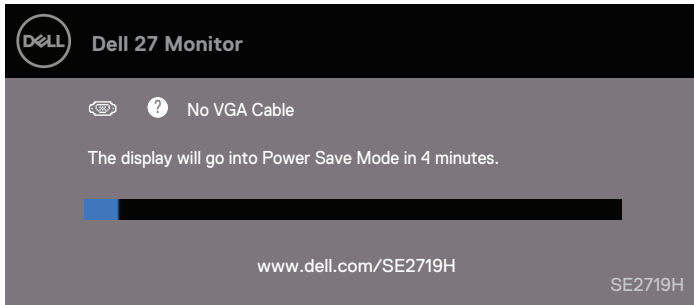 DELL
Dell 27 Monitor
? No VGA Cable
The display will go into Power Save Mode in 4 minutes.
www.dell.com/SE2719H
SE2719H